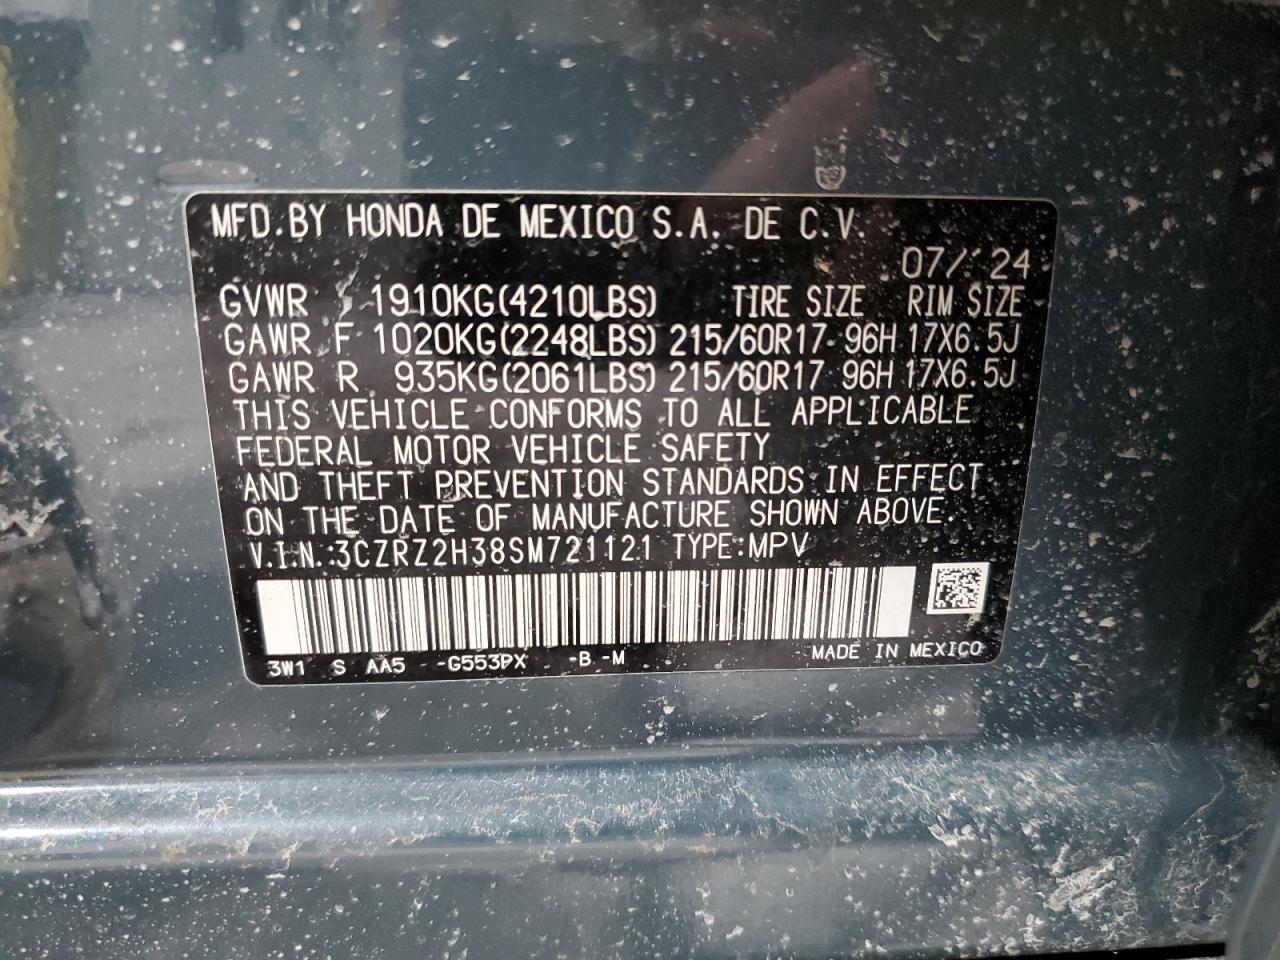 MFD. BY HONDA DE MEXICO S.A. DE C.V.
07/ 24
GVWR 1910KG(4210LBS) TIRE SIZE RIM SIZE
GAWR F 1020KG(2248LBS) 215/60R17 96H 17X6.5J
GAWR R 935KG(2061LBS) 215/60R17 96H 17X6.5J
THIS VEHICLE CONFORMS TO ALL APPLICABLE
FEDERAL MOTOR VEHICLE SAFETY
AND THEFT PREVENTION STANDARDS IN EFFECT
ON THE DATE OF MANUFACTURE SHOWN ABOVE.
V.I.N.:3CZRZ2H38SM721121 TYPE:MPV
3W1 S AA5 -G553PX -B -M MADE IN MEXICO